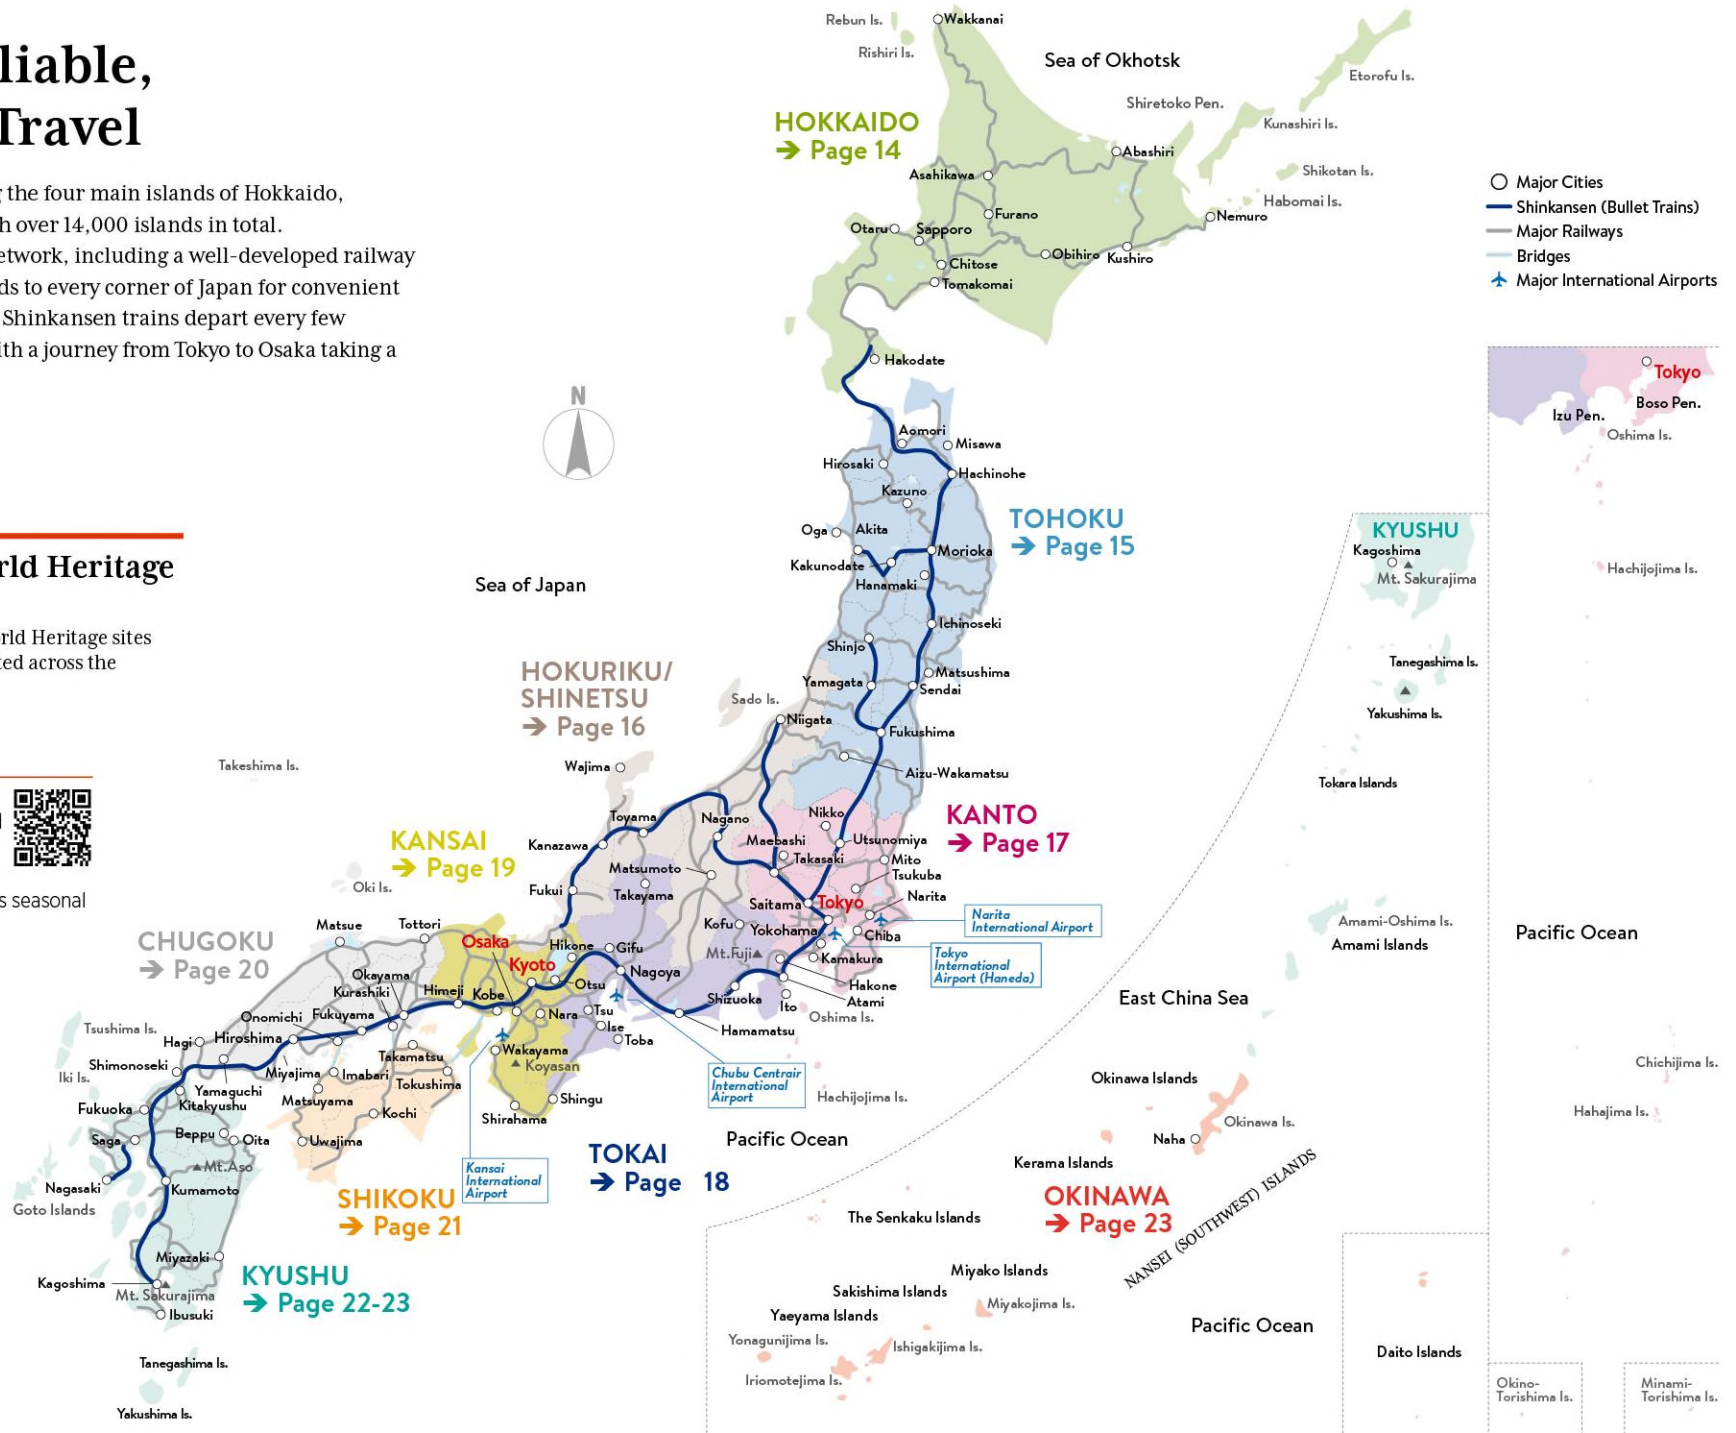 liable,
Travel
the four main islands of Hokkaido,
h over 14,000 islands in total.
etwork, including a well-developed railway
ds to every corner of Japan for convenient
Shinkansen trains depart every few
ith a journey from Tokyo to Osaka taking a
rld Heritage
rld Heritage sites
ted across the
s seasonal
N
Major Cities
Shinkansen (Bullet Trains)
Major Railways
Bridges
Major International Airports
Rebun Is.
Wakkanai
Rishiri Is.
Sea of Okhotsk
Etorofu Is.
Shiretoko Pen.
Kunashiri Is.
HOKKAIDO
→ Page 14
Abashiri
Shikotan Is.
Asahikawa
Habomai Is.
Furano
Nemuro
Otaru
Sapporo
Obihiro
Kushiro
Chitose
Tomakomai
Hakodate
Aomori
Misawa
Hirosaki
Hachinohe
Kazuno
TOHOKU
→ Page 15
Oga
Akita
Morioka
Kakunodate
Hanamaki
Sea of Japan
Ichinoseki
Shinjo
Matsushima
Yamagata
Sendai
HOKURIKU/
SHINETSU
→ Page 16
Sado Is.
Niigata
Fukushima
Takeshima Is.
Wajima
Aizu-Wakamatsu
KANTO
→ Page 17
Toyama
Nagano
Nikko
KANSAI
→ Page 19
Kanazawa
Maebashi
Utsunomiya
Takasaki
Mito
Matsumoto
Tsukuba
Oki Is.
Fukui
Takayama
Saitama
Tokyo
Narita
Narita
International Airport
Matsue
Tottori
Kofu
Yokohama
Chiba
CHUGOKU
→ Page 20
Osaka
Hikone
Gifu
Mt.Fuji
Kamakura
Tokyo
International
Airport (Haneda)
Kyoto
Okayama
Nagoya
Kurashiki
Himeji
Kobe
Otsu
Hakone
Shizuoka
Atami
Onomichi
Fukuyama
Nara
Tsu
Ito
Oshima Is.
Tsushima Is.
Hagi
Hiroshima
Ise
Hamamatsu
Toba
Takamatsu
Wakayama
Koyasan
Shimonoseki
Iki Is.
Miyajima
Imabari
Tokushima
Chubu Centrair
International
Airport
Yamaguchi
Kitakyushu
Matsuyama
Shingu
Hachijojima Is.
Fukuoka
Kochi
Shirahama
Saga
Beppu
Oita
Uwajima
Pacific Ocean
Mt.Aso
Kansai
International
Airport
TOKAI
→ Page 18
Nagasaki
Kumamoto
Goto Islands
SHIKOKU
→ Page 21
Miyazaki
KYUSHU
→ Page 22-23
Kagoshima
Mt. Sakurajima
Ibusuki
Tanegashima Is.
Yakushima Is.
Tokyo
Izu Pen.
Boso Pen.
Oshima Is.
Hachijojima Is.
Pacific Ocean
Chichijima Is.
Hahajima Is.
KYUSHU
Kagoshima
Mt. Sakurajima
Tanegashima Is.
Yakushima Is.
Tokara Islands
Amami-Oshima Is.
Amami Islands
East China Sea
Okinawa Islands
Okinawa Is.
Naha
Kerama Islands
OKINAWA
→ Page 23
NANSEI (SOUTHWEST) ISLANDS
The Senkaku Islands
Miyako Islands
Sakishima Islands
Miyakojima Is.
Yaeyama Islands
Yonagunijima Is.
Ishigakijima Is.
Iriomotejima Is.
Pacific Ocean
Daito Islands
Okino-
Torishima Is.
Minami-
Torishima Is.